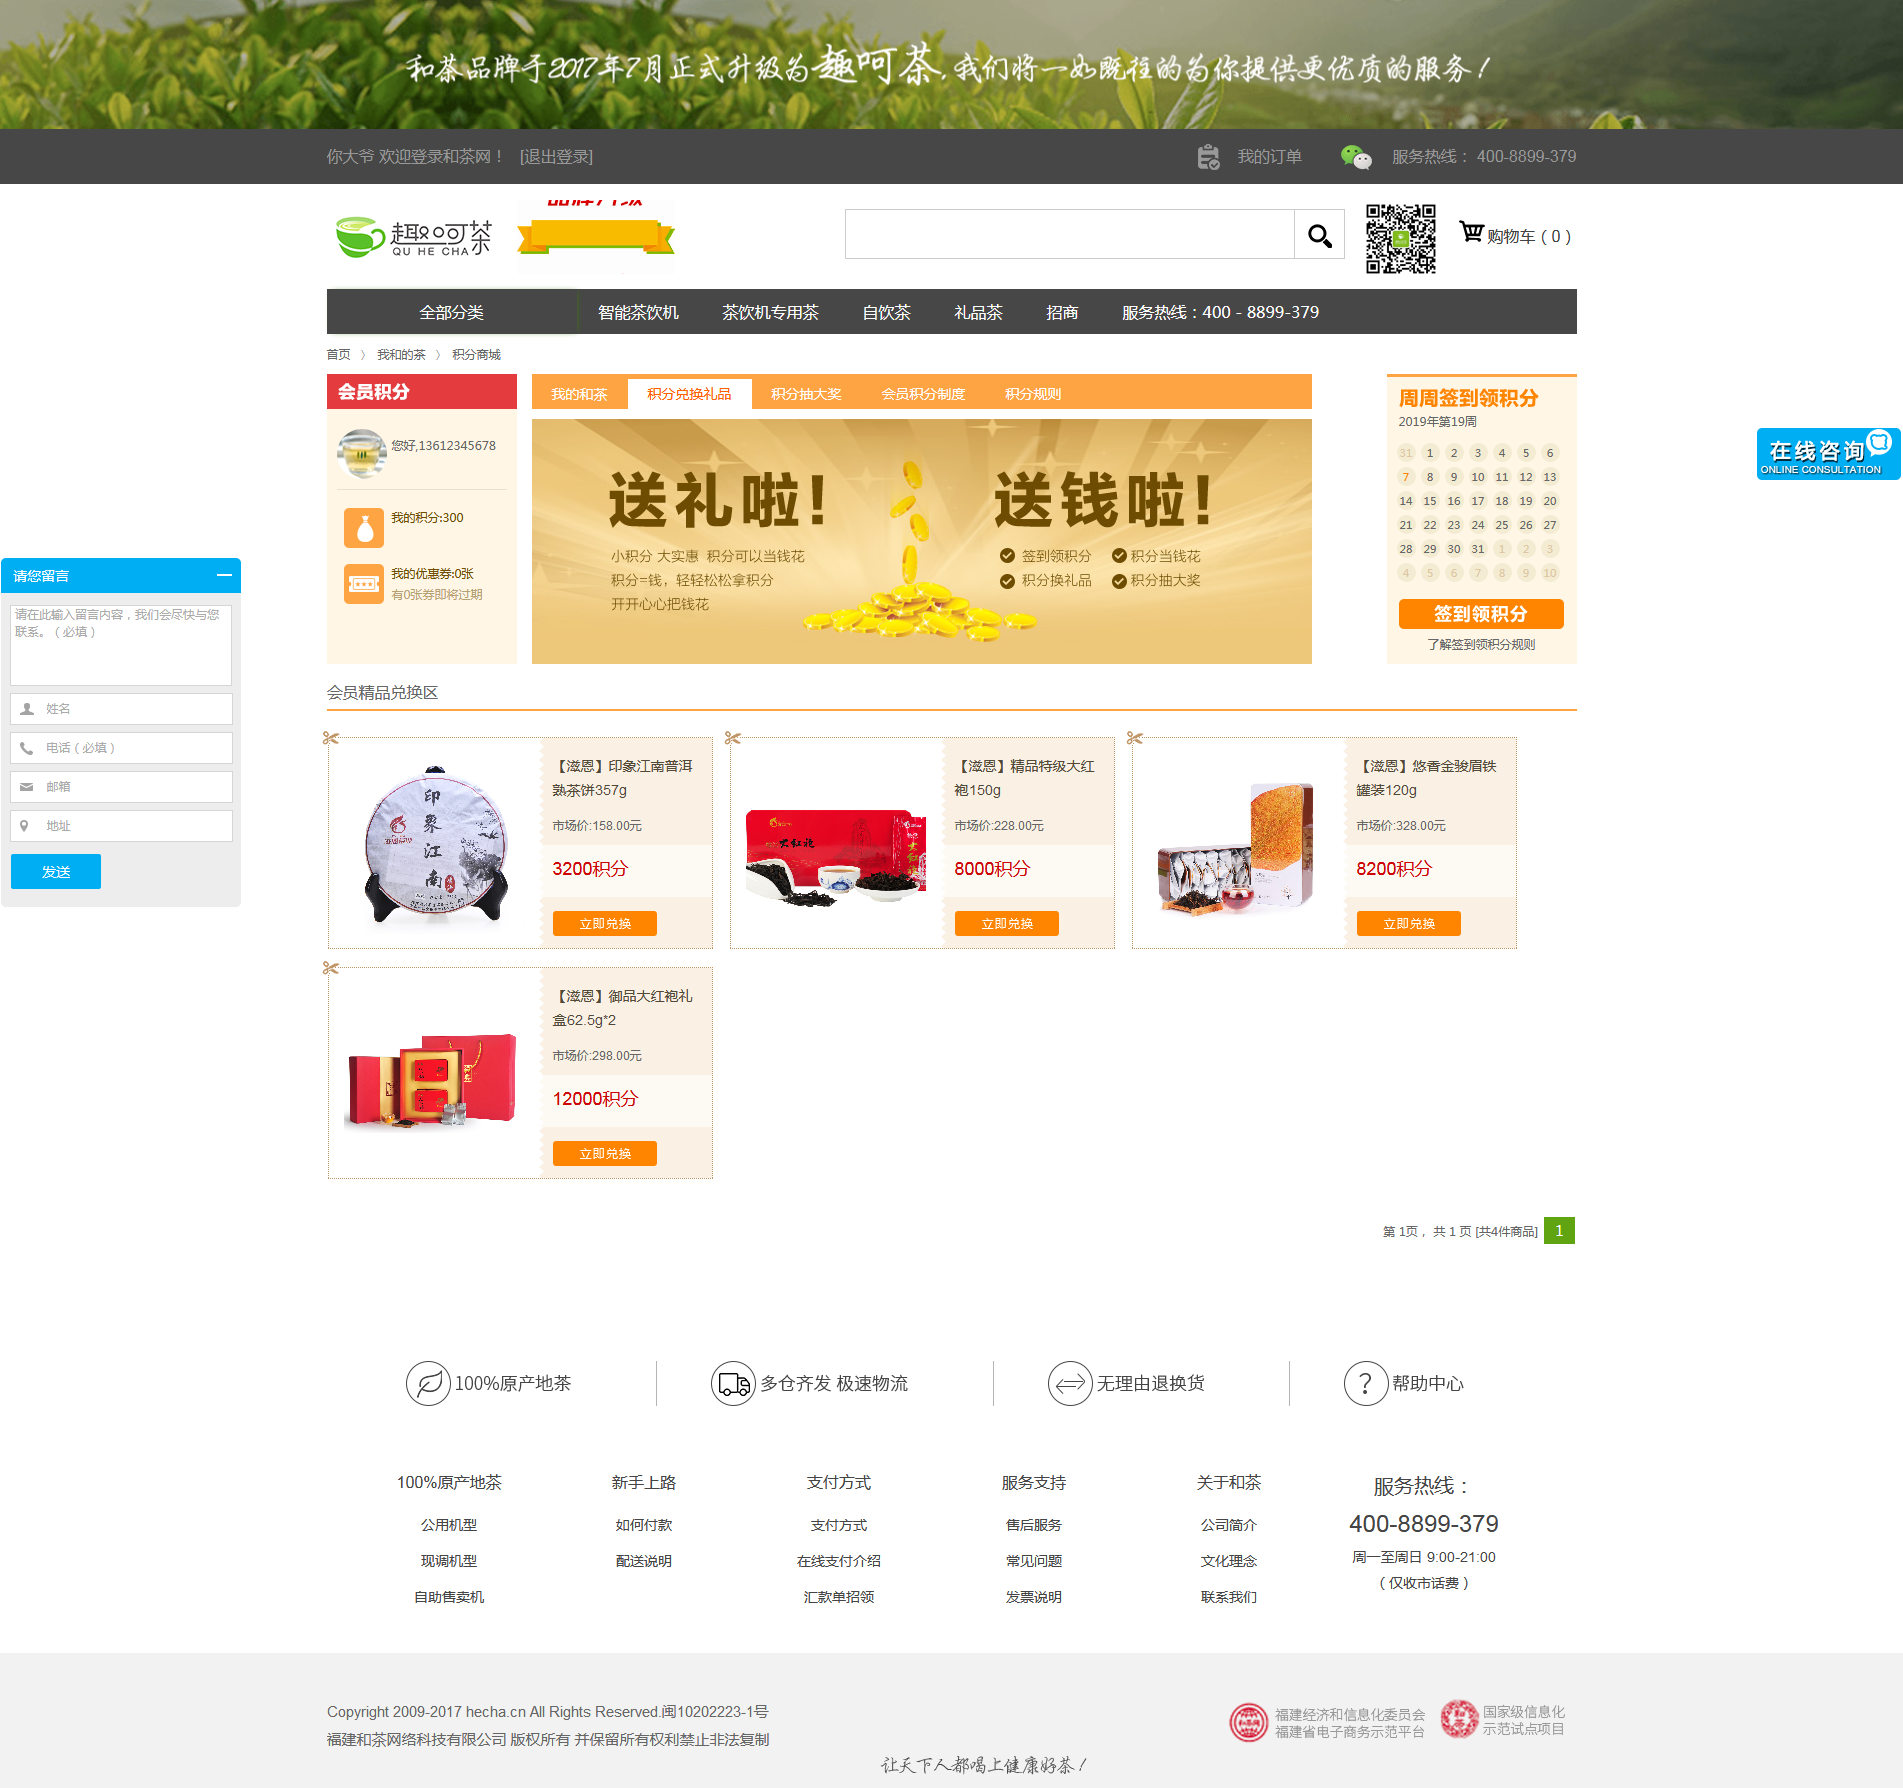 和茶品牌于2017年7月正式升级为趣呵茶,我们将一如既往的为你提供更优质的服务!
你大爷 欢迎登录和茶网！ [退出登录]
我的订单
服务热线： 400-8899-379
趣呵茶
QU HE CHA
购物车 ( 0 )
全部分类
智能茶饮机
茶饮机专用茶
自饮茶
礼品茶
招商
服务热线：400 - 8899-379
首页 〉 我和的茶 〉 积分商城
会员积分
您好,13612345678
我的积分:300
我的优惠券:0张
有0张券即将过期
我的和茶
积分兑换礼品
积分抽大奖
会员积分制度
积分规则
送礼啦!
小积分 大实惠 积分可以当钱花
积分=钱，轻轻松松拿积分
开开心心把钱花
送钱啦!
签到领积分 积分当钱花
积分换礼品 积分抽大奖
周周签到领积分
2019年第19周
31 1 2 3 4 5 6
7 8 9 10 11 12 13
14 15 16 17 18 19 20
21 22 23 24 25 26 27
28 29 30 31 1 2 3
4 5 6 7 8 9 10
签到领积分
了解签到领积分规则
在线咨询
ONLINE CONSULTATION
请您留言
请在此输入留言内容，我们会尽快与您
联系。（必填）
姓名
电话（必填）
邮箱
地址
发送
会员精品兑换区
印象江南
【滋恩】印象江南普洱
熟茶饼357g
市场价:158.00元
3200积分
立即兑换
大红袍
【滋恩】精品特级大红
袍150g
市场价:228.00元
8000积分
立即兑换
【滋恩】悠香金骏眉铁
罐装120g
市场价:328.00元
8200积分
立即兑换
【滋恩】御品大红袍礼
盒62.5g*2
市场价:298.00元
12000积分
立即兑换
第 1页， 共 1 页 [共4件商品] 1
100%原产地茶
多仓齐发 极速物流
无理由退换货
帮助中心
100%原产地茶
公用机型
现调机型
自助售卖机
新手上路
如何付款
配送说明
支付方式
支付方式
在线支付介绍
汇款单招领
服务支持
售后服务
常见问题
发票说明
关于和茶
公司简介
文化理念
联系我们
服务热线：
400-8899-379
周一至周日 9:00-21:00
（ 仅收市话费 ）
Copyright 2009-2017 hecha.cn All Rights Reserved.闽10202223-1号
福建和茶网络科技有限公司 版权所有 并保留所有权利禁止非法复制
福建经济和信息化委员会
福建省电子商务示范平台
国家级信息化
示范试点项目
让天下人都喝上健康好茶!